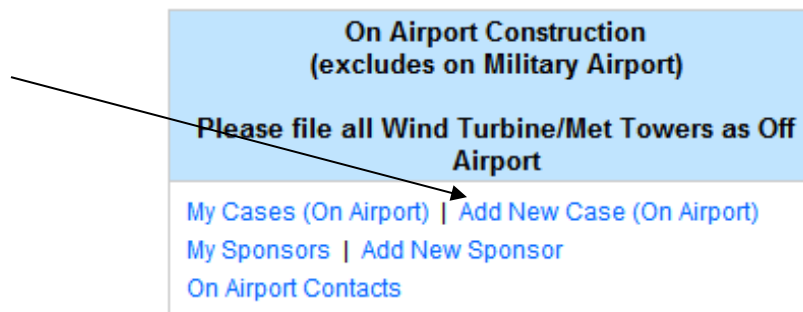 On Airport Construction
(excludes on Military Airport)
Please file all Wind Turbine/Met Towers as Off
Airport
My Cases (On Airport) | Add New Case (On Airport)
My Sponsors | Add New Sponsor
On Airport Contacts